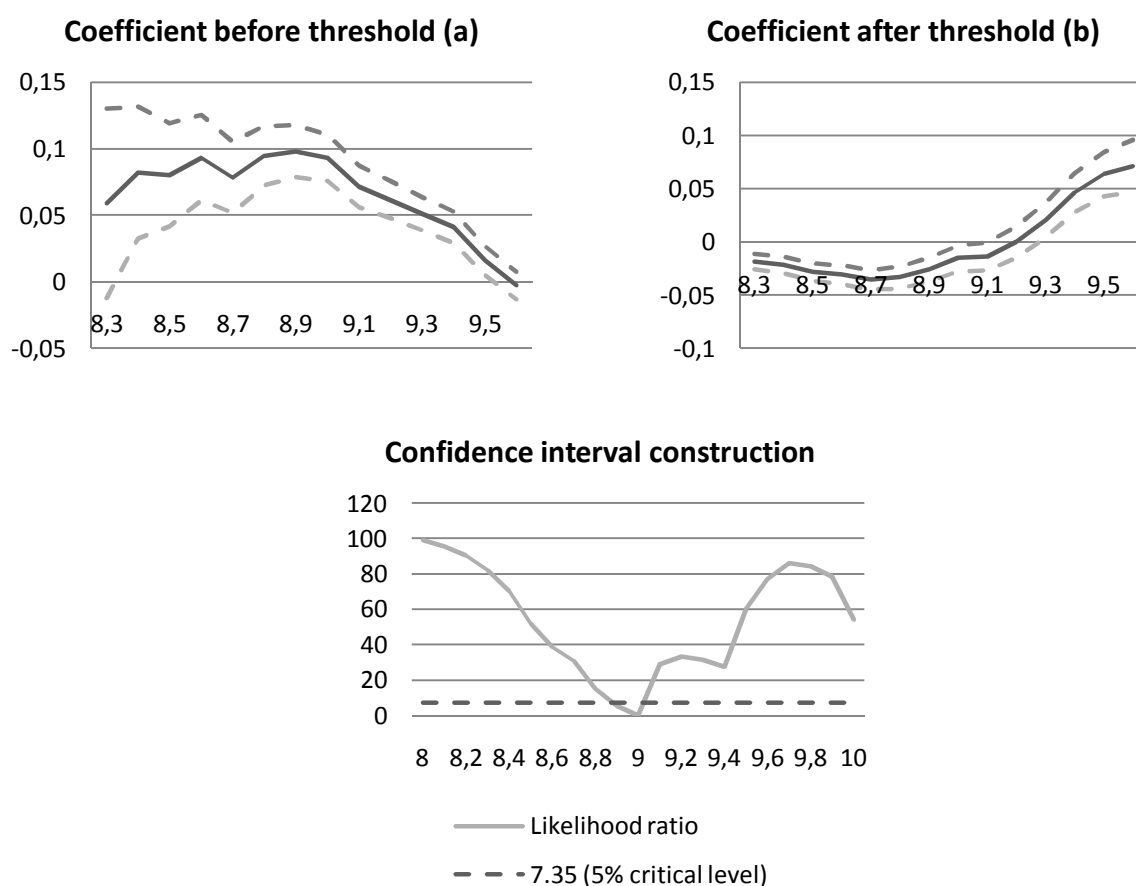 Coefficient before threshold (a)
0,15
0,1
0,05
0
-0,05
8,3 8,5 8,7 8,9 9,1 9,3 9,5
Coefficient after threshold (b)
0,15
0,1
0,05
0
-0,05
-0,1
8,3 8,5 8,7 8,9 9,1 9,3 9,5
Confidence interval construction
120
100
80
60
40
20
0
8 8,2 8,4 8,6 8,8 9 9,2 9,4 9,6 9,8 10
Likelihood ratio
7.35 (5% critical level)